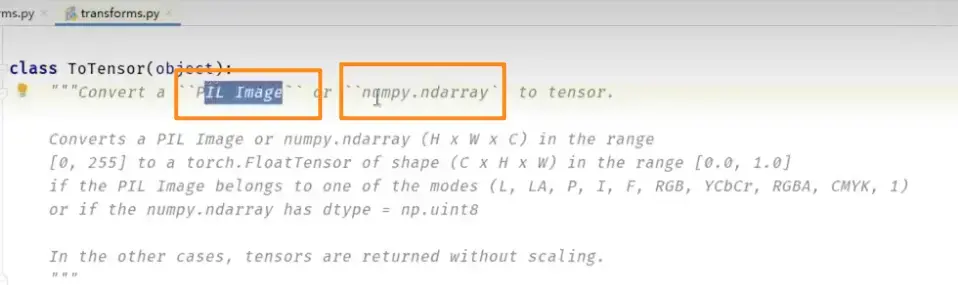 ms.py × transforms.py ×
class ToTensor(object):
"""Convert a ``PIL Image`` or ``numpy.ndarray` to tensor.
Converts a PIL Image or numpy.ndarray (H x W x C) in the range
[0, 255] to a torch.FloatTensor of shape (C x H x W) in the range [0.0, 1.0]
if the PIL Image belongs to one of the modes (L, LA, P, I, F, RGB, YCbCr, RGBA, CMYK, 1)
or if the numpy.ndarray has dtype = np.uint8
In the other cases, tensors are returned without scaling.
"""